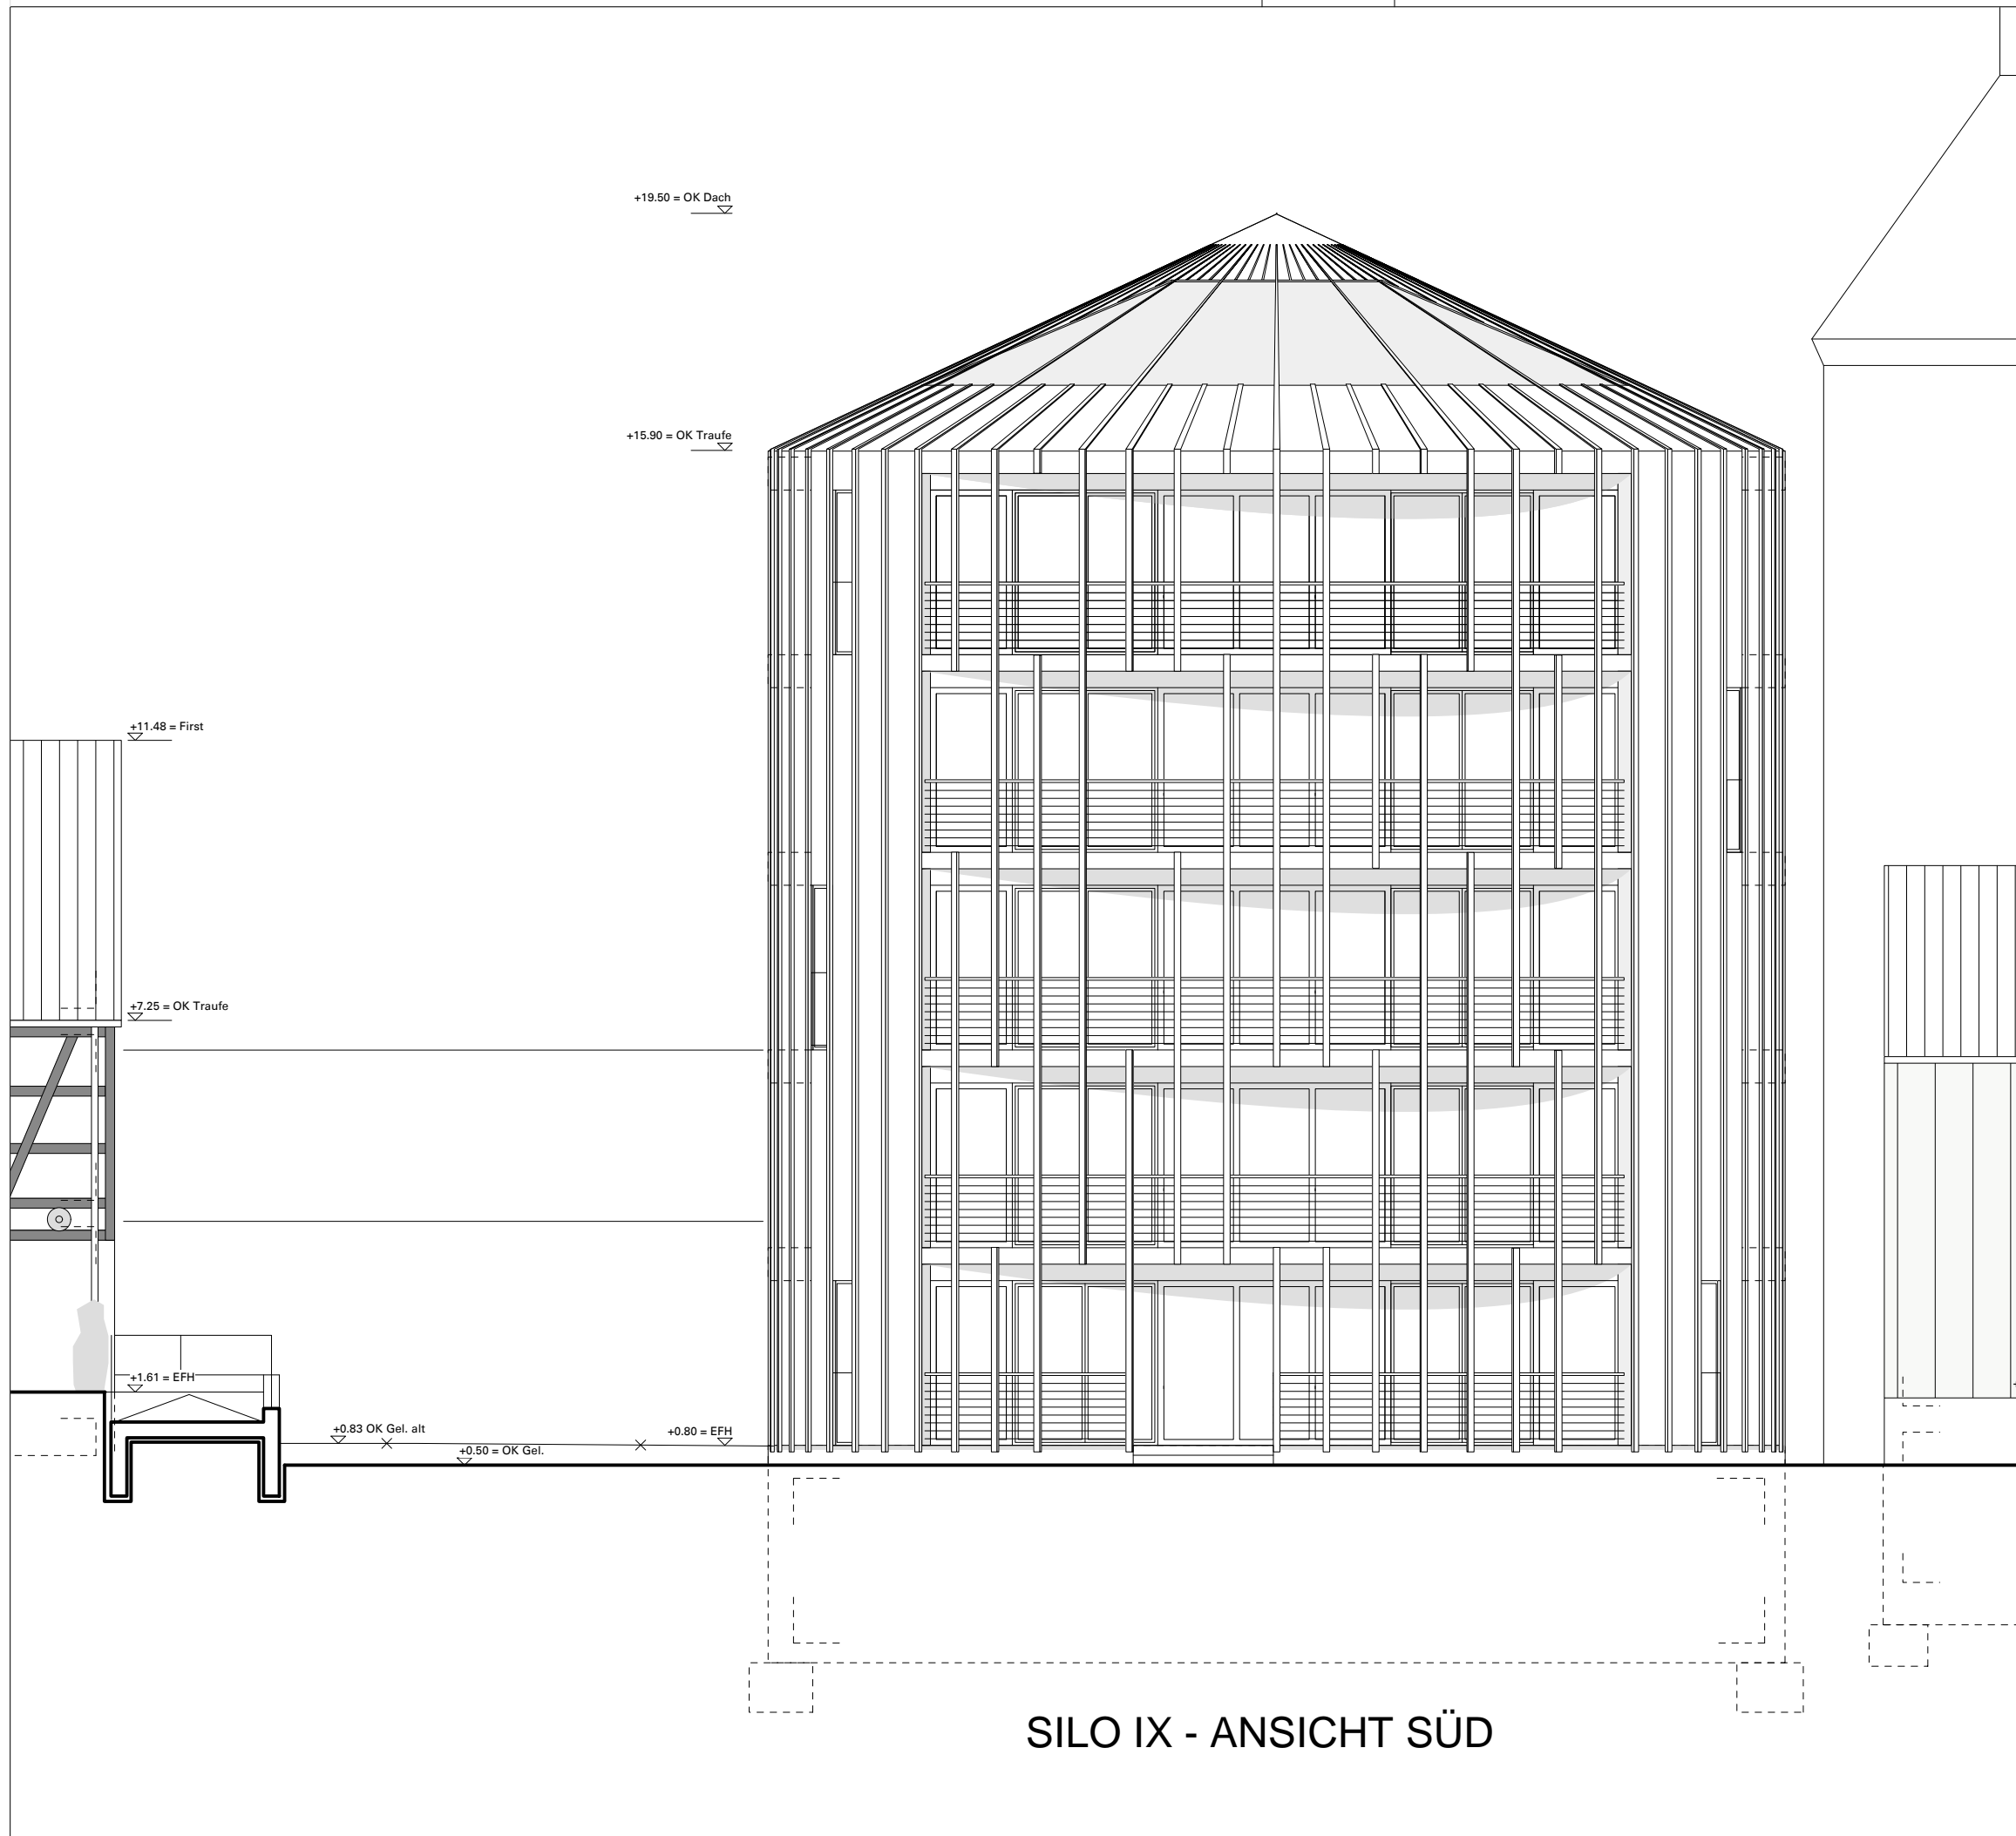 +19.50 = OK Dach
+15.90 = OK Traufe
+11.48 = First
+7.25 = OK Traufe
+1.61 = EFH
+0.83 OK Gel. alt
+0.80 = EFH
+0.50 = OK Gel.
SILO IX - ANSICHT SÜD